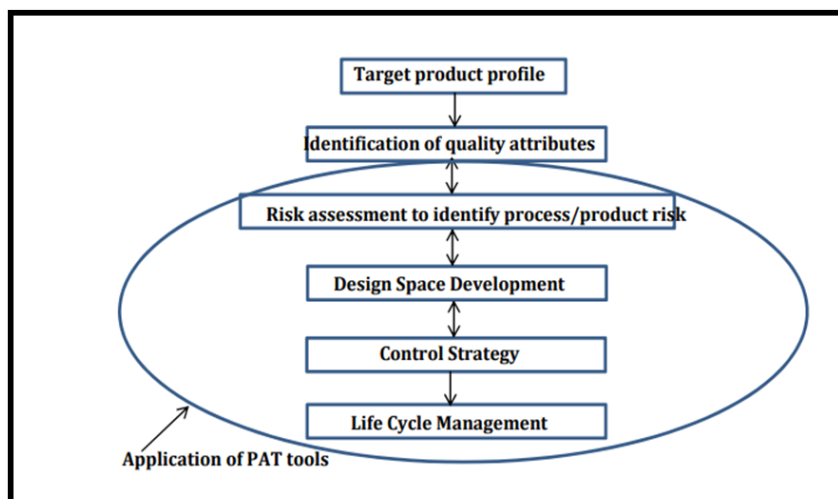 Target product profile
Identification of quality attributes
Risk assessment to identify process/product risk
Design Space Development
Control Strategy
Life Cycle Management
Application of PAT tools